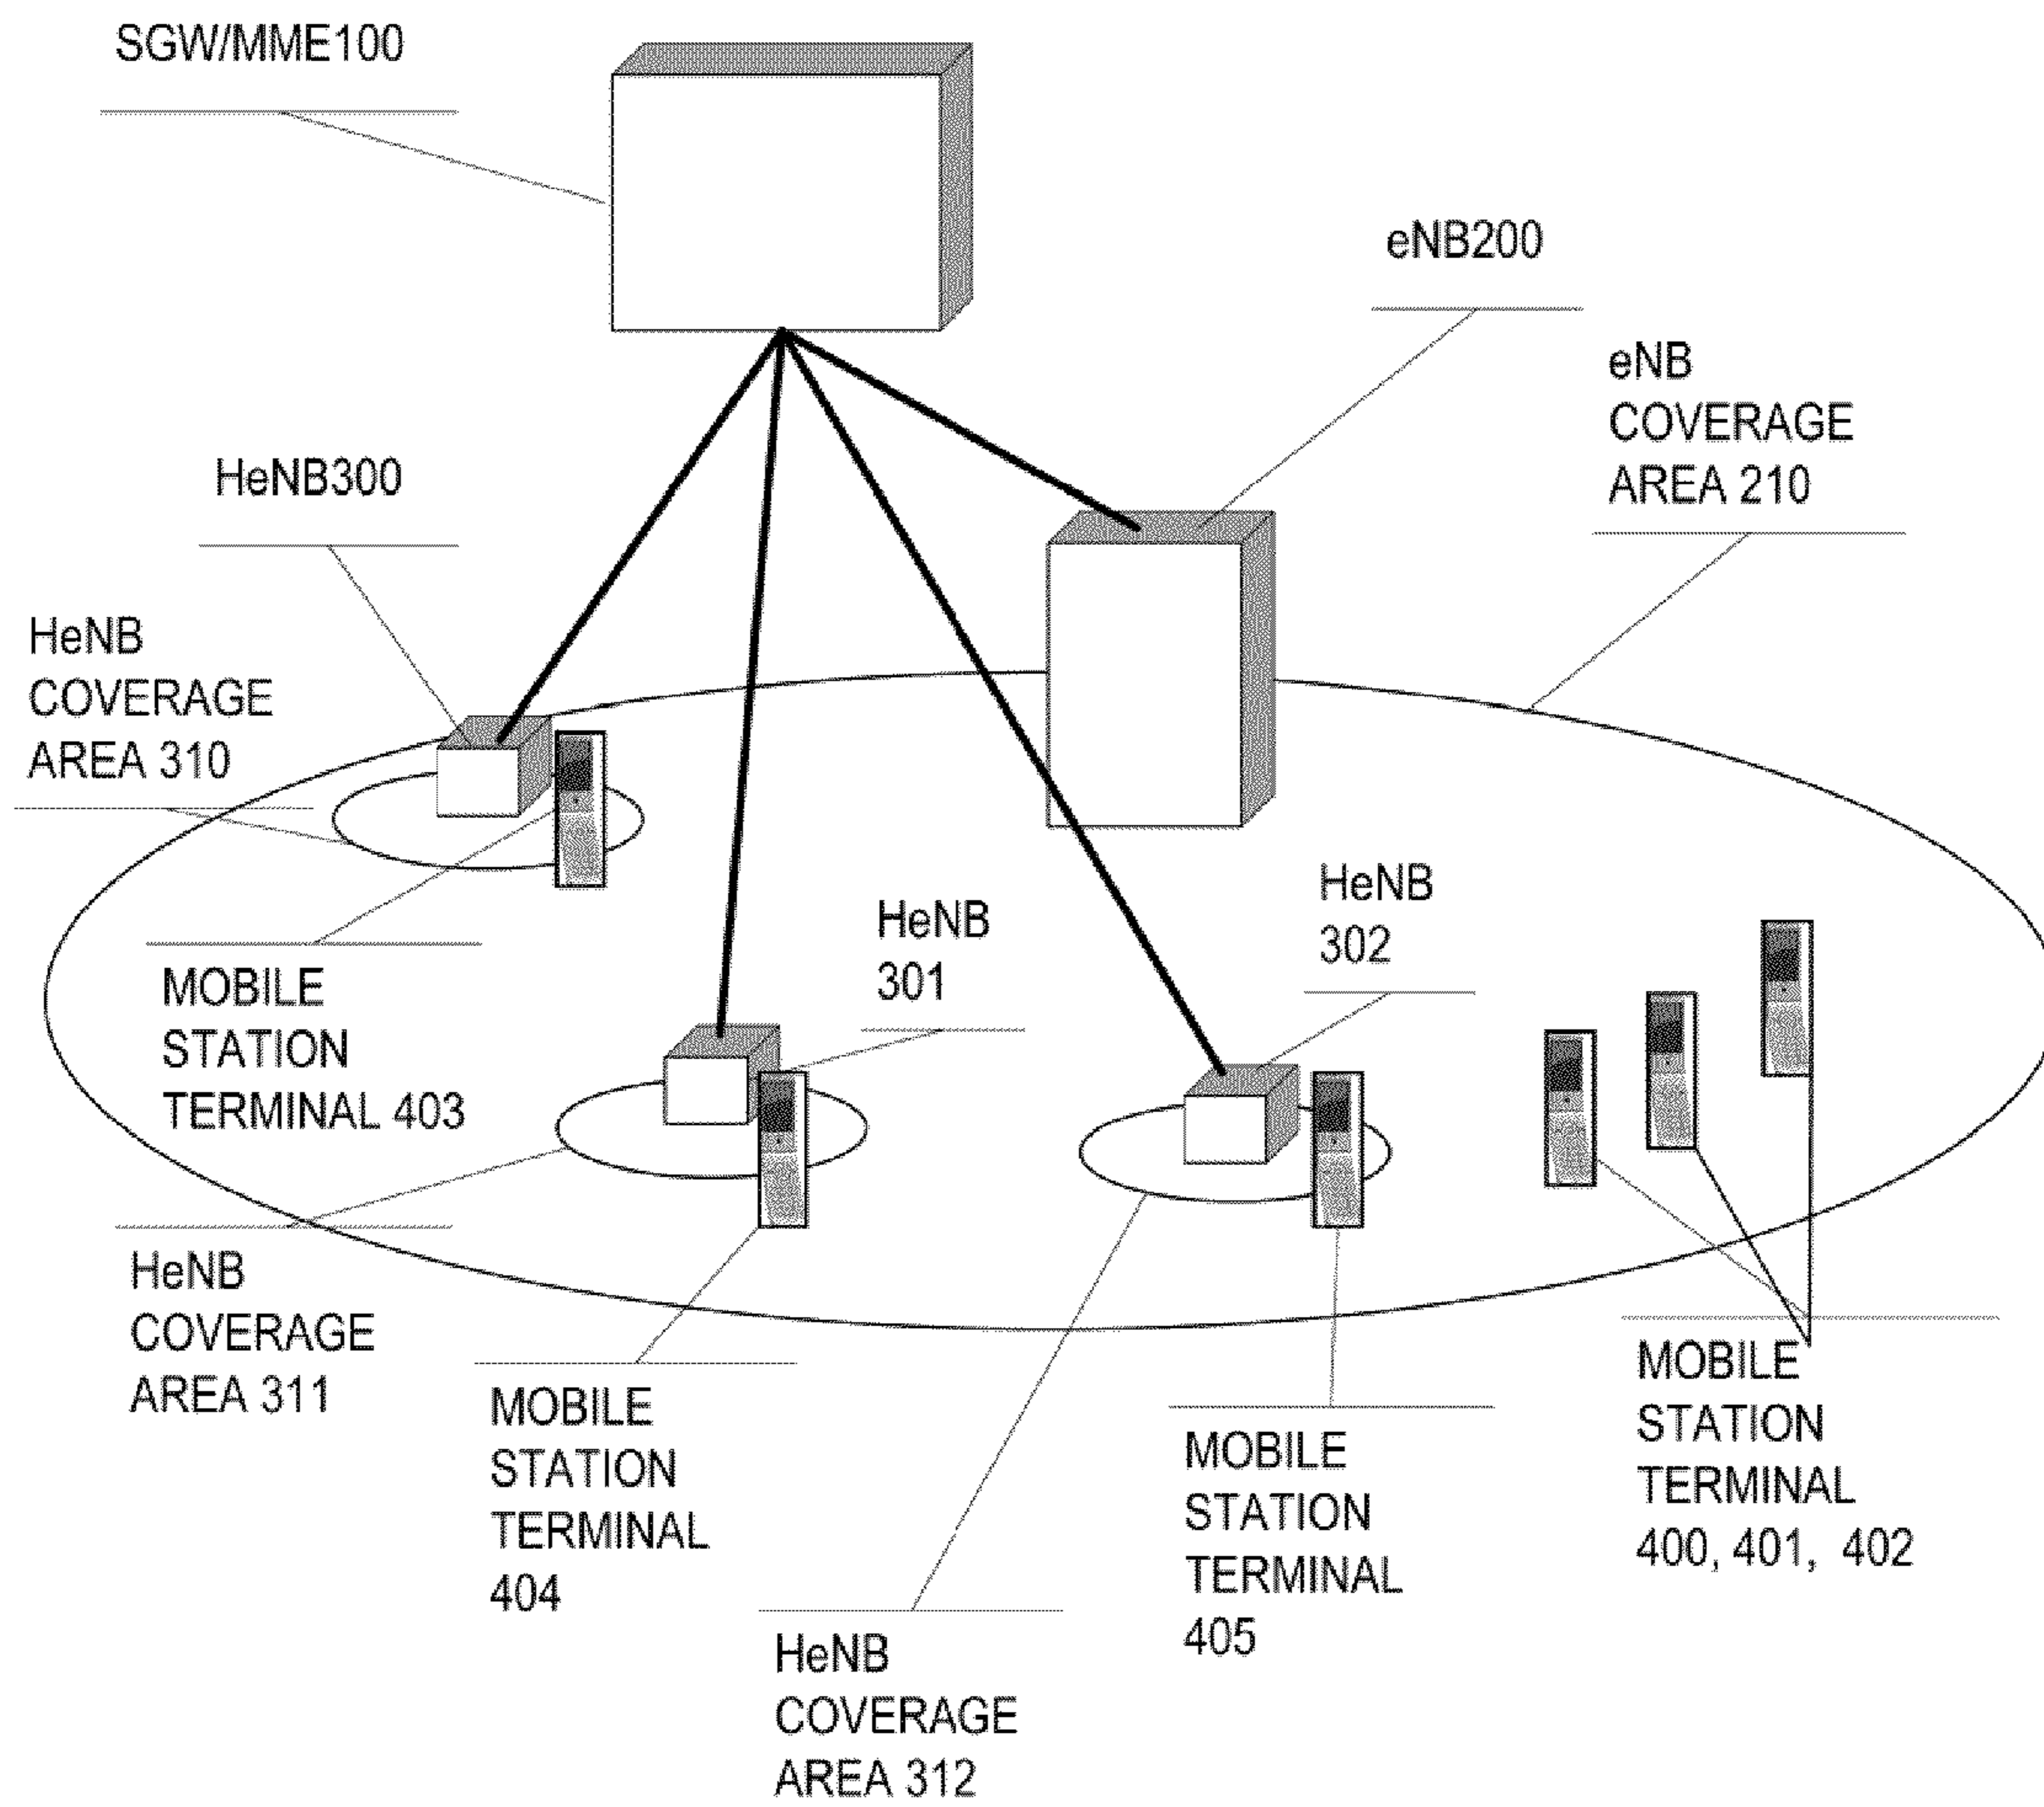 SGW/MME100
eNB200
eNB
COVERAGE
AREA 210
HeNB300
HeNB
COVERAGE
AREA 310
HeNB
301
HeNB
302
MOBILE
STATION
TERMINAL 403
HeNB
COVERAGE
AREA 311
MOBILE
STATION
TERMINAL
404
HeNB
COVERAGE
AREA 312
MOBILE
STATION
TERMINAL
405
MOBILE
STATION
TERMINAL
400, 401, 402